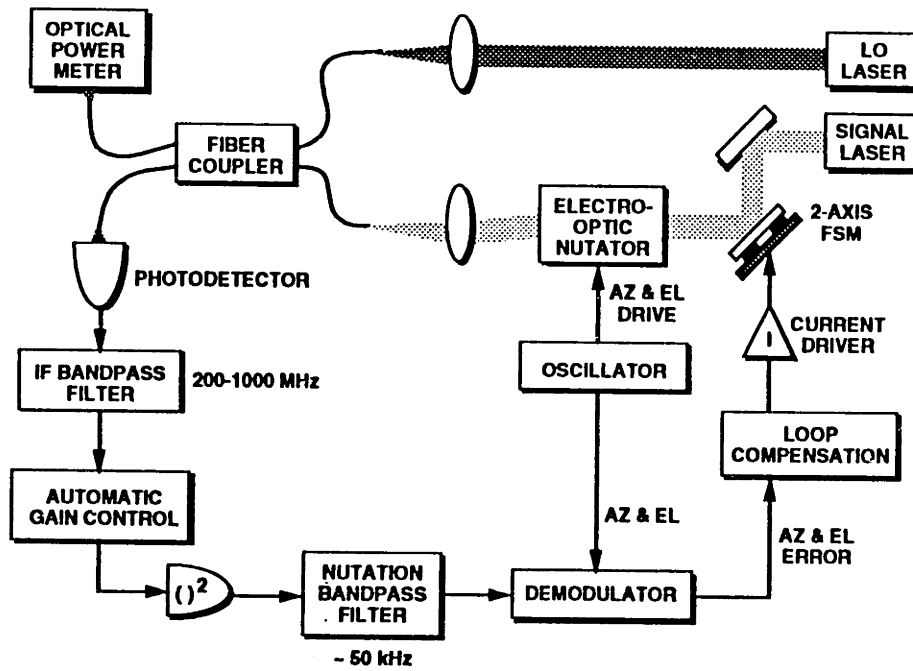 OPTICAL
POWER
METER
LO
LASER
FIBER
COUPLER
SIGNAL
LASER
ELECTRO-
OPTIC
NUTATOR
2-AXIS
FSM
PHOTODETECTOR
AZ & EL
DRIVE
CURRENT
DRIVER
I
IF BANDPASS
FILTER
200-1000 MHz
OSCILLATOR
LOOP
COMPENSATION
AUTOMATIC
GAIN CONTROL
AZ & EL
AZ & EL
ERROR
( )2
NUTATION
BANDPASS
FILTER
DEMODULATOR
~ 50 kHz